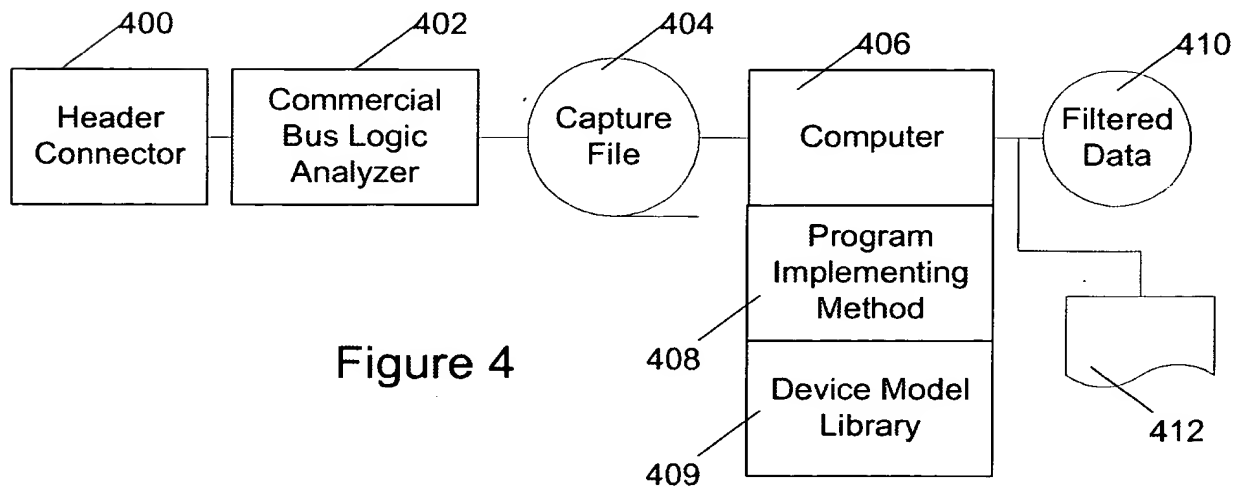 400
402
404
406
410
Header
Connector
Commercial
Bus Logic
Analyzer
Capture
File
Computer
Filtered
Data
Program
Implementing
Method
408
Figure 4
Device Model
Library
409
412